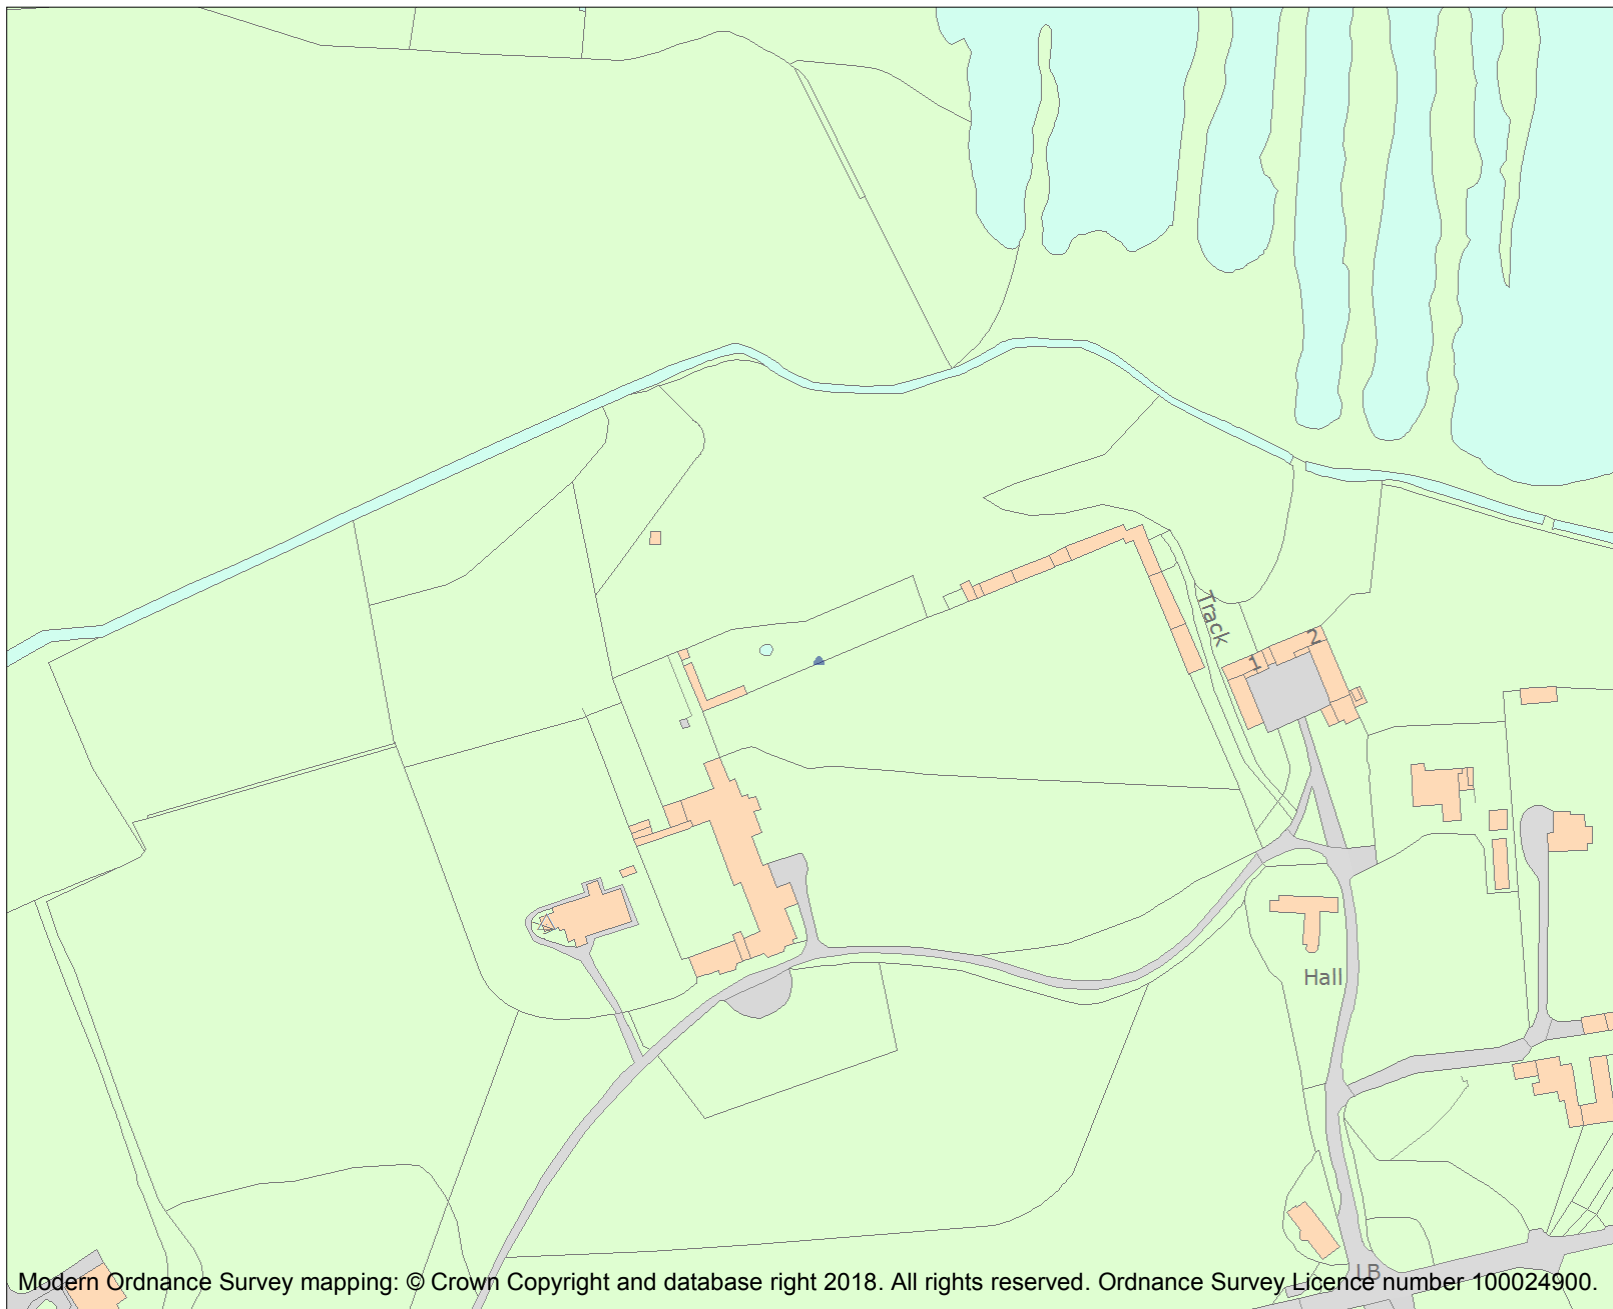 Track
2
1
Hall
LB
Modern Ordnance Survey mapping: © Crown Copyright and database right 2018. All rights reserved. Ordnance Survey Licence number 100024900.